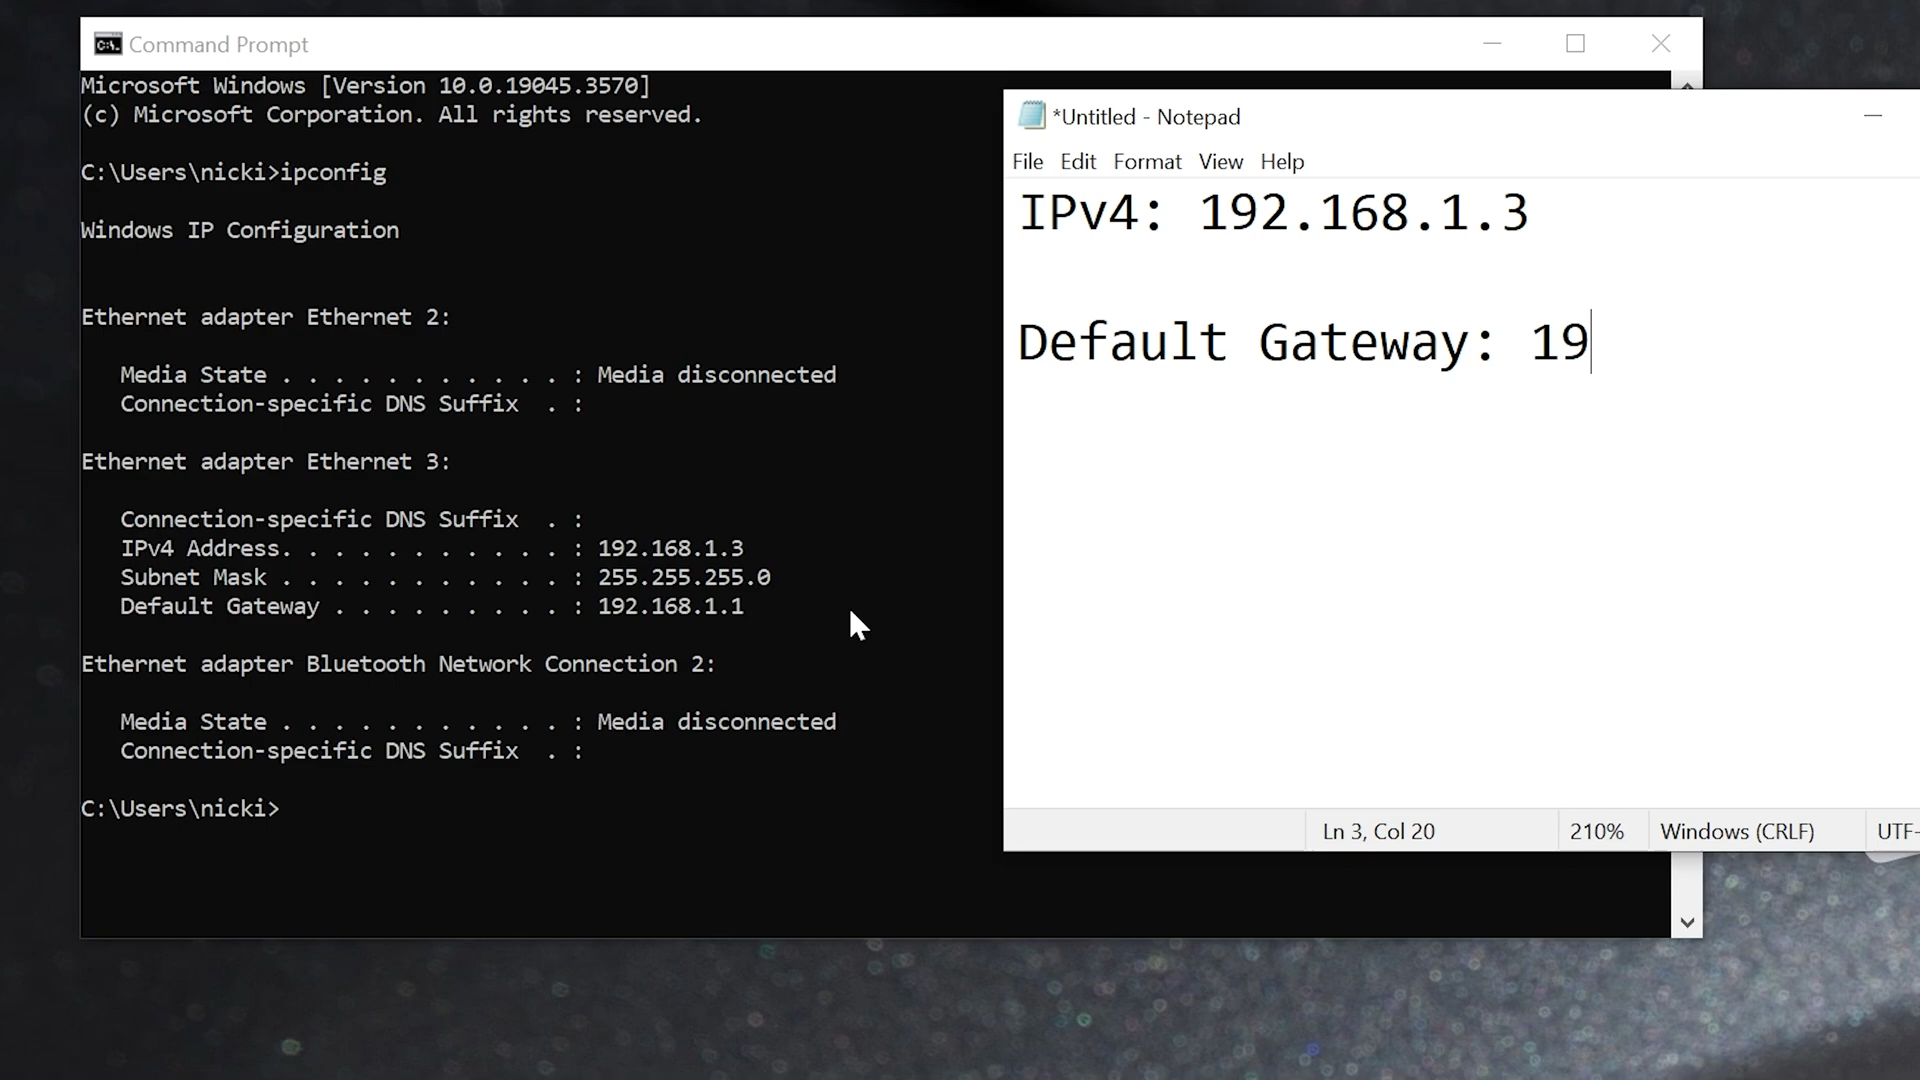 Command Prompt
Microsoft Windows [Version 10.0.19045.3570]
(c) Microsoft Corporation. All rights reserved.
C:\Users\nicki>ipconfig
Windows IP Configuration
Ethernet adapter Ethernet 2:
Media State . . . . . . . . . . . : Media disconnected
Connection-specific DNS Suffix  . :
Ethernet adapter Ethernet 3:
Connection-specific DNS Suffix  . :
IPv4 Address. . . . . . . . . . . : 192.168.1.3
Subnet Mask . . . . . . . . . . . : 255.255.255.0
Default Gateway . . . . . . . . . : 192.168.1.1
Ethernet adapter Bluetooth Network Connection 2:
Media State . . . . . . . . . . . : Media disconnected
Connection-specific DNS Suffix  . :
C:\Users\nicki>
*Untitled - Notepad
File Edit Format View Help
IPv4: 192.168.1.3
Default Gateway: 19
Ln 3, Col 20 210% Windows (CRLF) UTF-